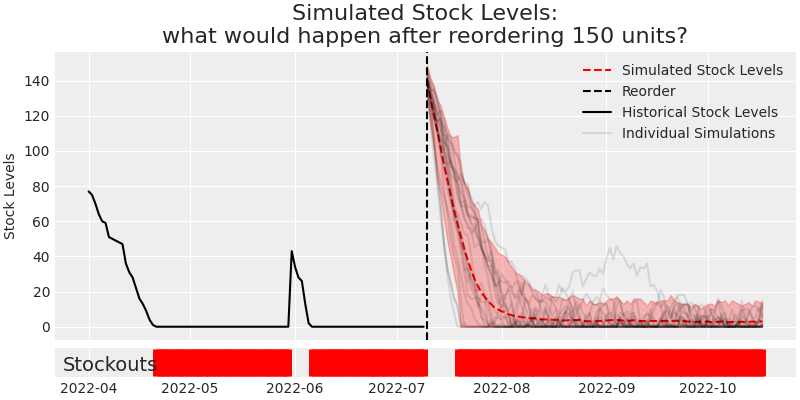 Simulated Stock Levels:
what would happen after reordering 150 units?
Simulated Stock Levels
Reorder
Historical Stock Levels
Individual Simulations
Stock Levels
140
120
100
80
60
40
20
0
Stockouts
2022-04 2022-05 2022-06 2022-07 2022-08 2022-09 2022-10